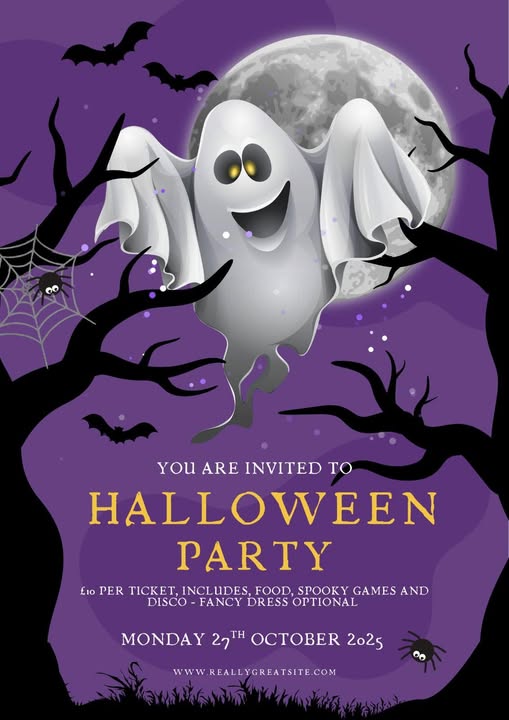 YOU ARE INVITED TO
HALLOWEEN
PARTY
£10 PER TICKET, INCLUDES, FOOD, SPOOKY GAMES AND
DISCO - FANCY DRESS OPTIONAL
MONDAY 27TH OCTOBER 2025
WWW.REALLYGREATSITE.COM